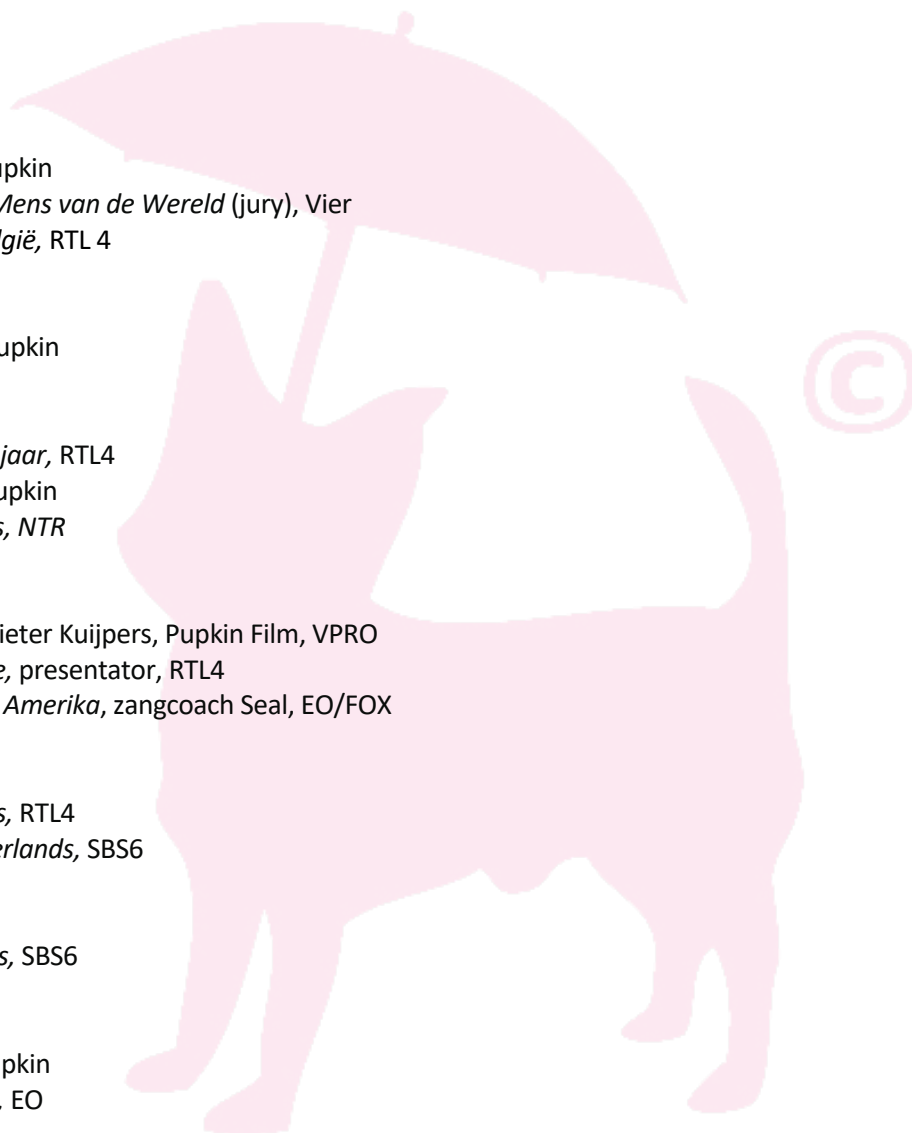 upkin
Mens van de Wereld (jury), Vier
lgië, RTL 4
upkin
©
jaar, RTL4
upkin
s, NTR
ieter Kuijpers, Pupkin Film, VPRO
e, presentator, RTL4
Amerika, zangcoach Seal, EO/FOX
s, RTL4
erlands, SBS6
s, SBS6
pkin
, EO